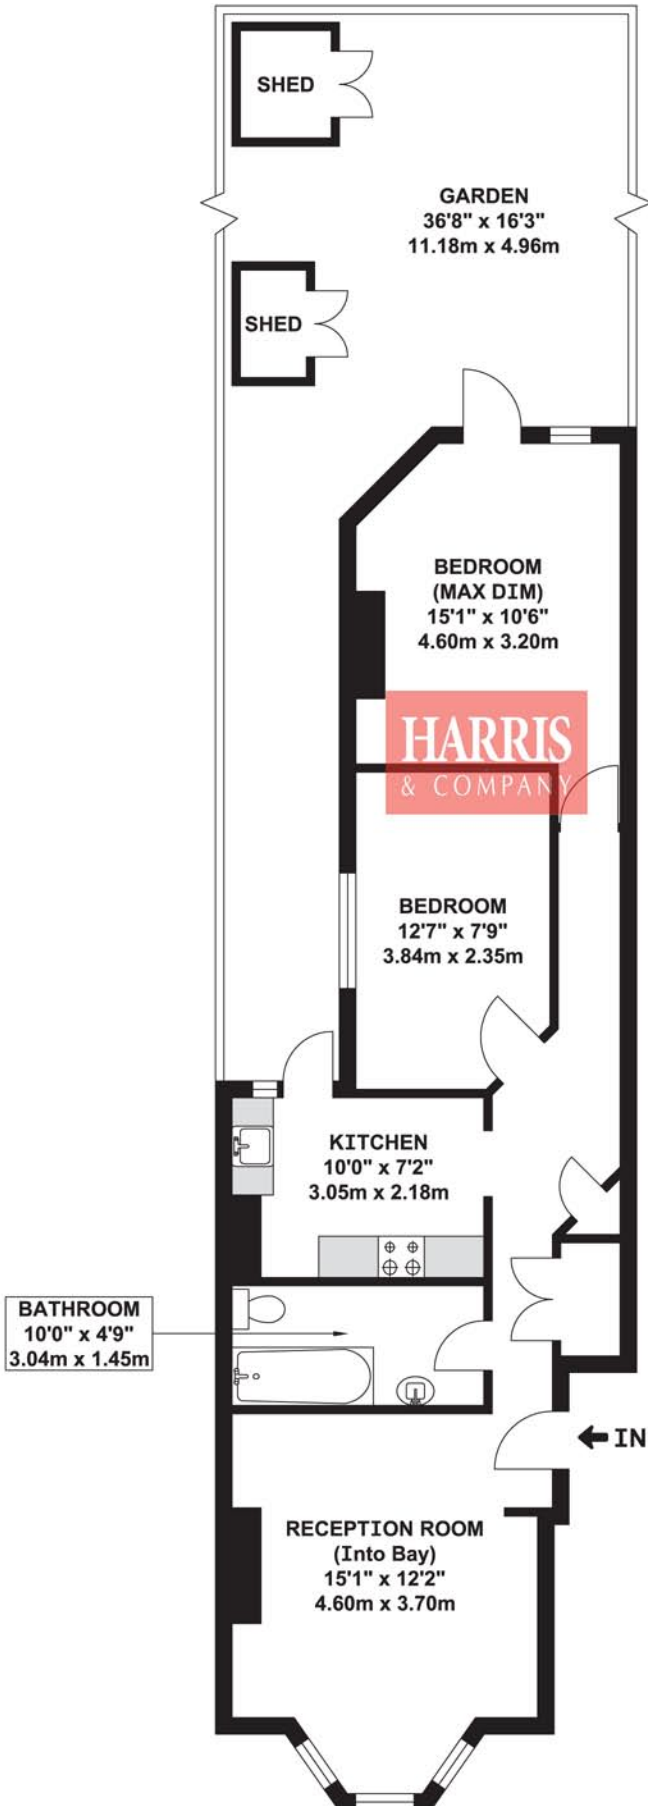 SHED
GARDEN
36'8" x 16'3"
11.18m x 4.96m
SHED
BEDROOM
(MAX DIM)
15'1" x 10'6"
4.60m x 3.20m
HARRIS
& COMPANY
BEDROOM
12'7" x 7'9"
3.84m x 2.35m
KITCHEN
10'0" x 7'2"
3.05m x 2.18m
BATHROOM
10'0" x 4'9"
3.04m x 1.45m
IN
RECEPTION ROOM
(Into Bay)
15'1" x 12'2"
4.60m x 3.70m